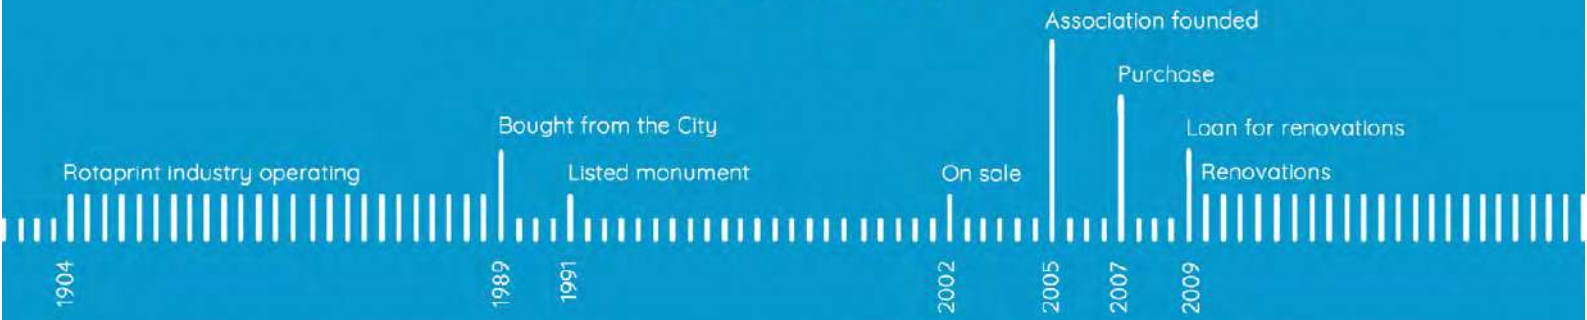 Association founded
Purchase
Bought from the City
Loan for renovations
Rotaprint industry operating
Listed monument
On sale
Renovations
1904
1989
1991
2002
2005
2007
2009